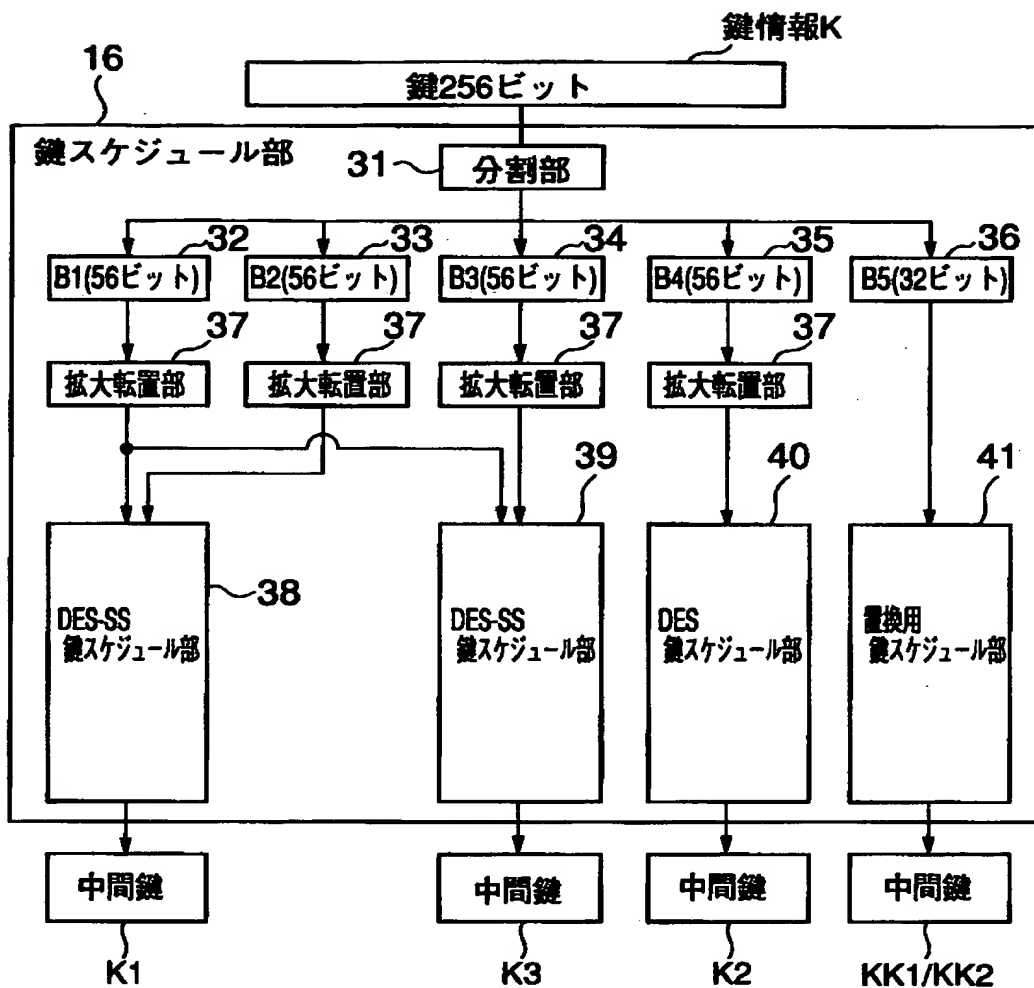 鍵情報K
16
鍵256ビット
鍵スケジュール部
31
分割部
32
33
34
35
36
B1(56ビット)
B2(56ビット)
B3(56ビット)
B4(56ビット)
B5(32ビット)
37
37
37
37
拡大転置部
拡大転置部
拡大転置部
拡大転置部
39
40
41
38
DES-SS
鍵スケジュール部
DES-SS
鍵スケジュール部
DES
鍵スケジュール部
置換用
鍵スケジュール部
中間鍵
中間鍵
中間鍵
中間鍵
K1
K3
K2
KK1/KK2